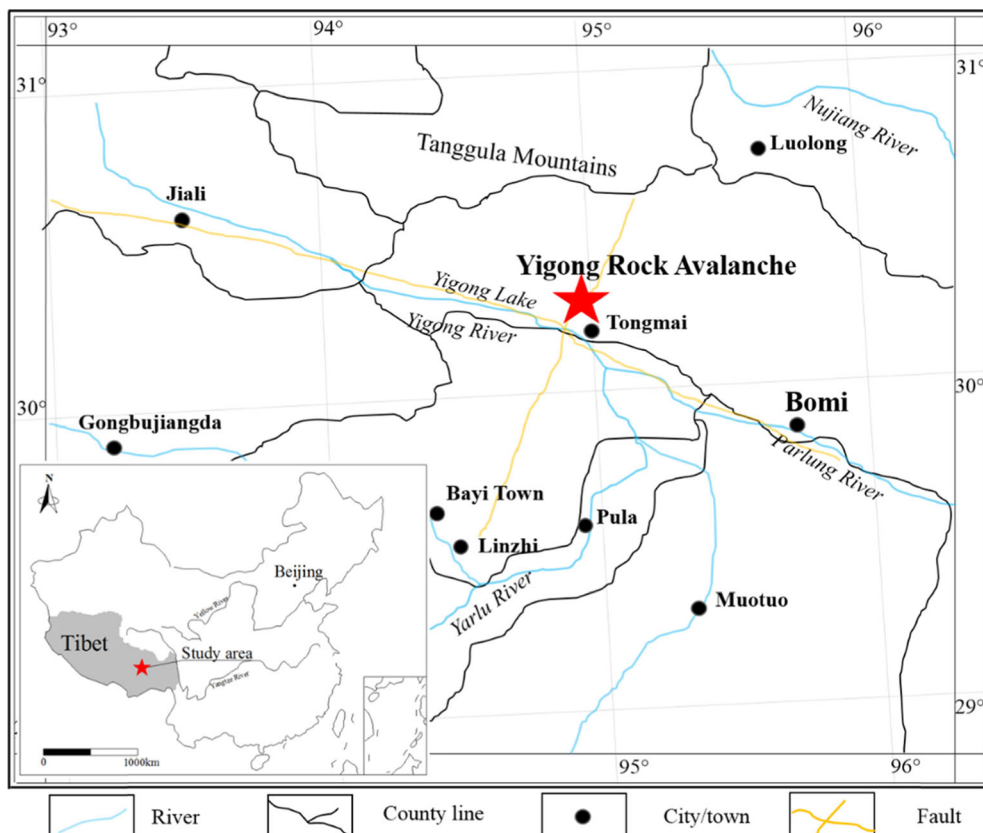 93°
94°
95°
96°
31°
31°
Nujiang River
Luolong
Tanggula Mountains
Jiali
Yigong Rock Avalanche
Yigong Lake
Yigong River
Tongmai
30°
30°
Gongbujiangda
Bomi
Parlung River
Bayi Town
Linzhi
Pula
Yarlu River
Muotuo
29°
95°
96°
N
Beijing
Yellow River
Tibet
Study area
Yangtze River
0
1000km
River
County line
City/town
Fault